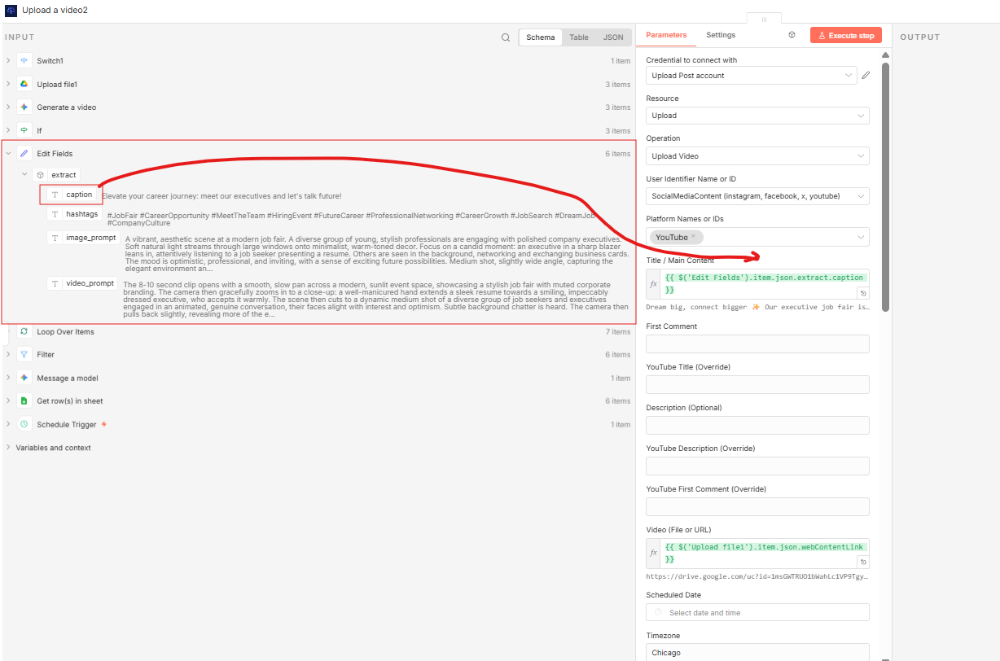 Upload a video2
INPUT
Schema
Table
JSON
Switch1
1 item
Upload file1
3 items
Generate a video
3 items
If
3 items
Edit Fields
6 items
extract
T caption
Elevate your career journey: meet our executives and let's talk future!
T hashtags
#JobFair #CareerOpportunity #MeetTheTeam #HiringEvent #FutureCareer #ProfessionalNetworking #CareerGrowth #JobSearch #DreamJob
#CompanyCulture
T image_prompt
A vibrant, aesthetic scene at a modern job fair. A diverse group of young, stylish professionals are engaging with polished company executives.
Soft natural light streams through large windows onto minimalist, warm-toned decor. Focus on a candid moment: an executive in a sharp blazer
leans in, attentively listening to a job seeker presenting a resume. Others are seen in the background, networking and exchanging business cards.
The mood is optimistic, professional, and inviting, with a sense of exciting future possibilities. Medium shot, slightly wide angle, capturing the
elegant environment an...
T video_prompt
The 8-10 second clip opens with a smooth, slow pan across a modern, sunlit event space, showcasing a stylish job fair with muted corporate
branding. The camera then gracefully zooms in to a close-up: a well-manicured hand extends a sleek resume towards a smiling, impeccably
dressed executive, who accepts it warmly. The scene then cuts to a dynamic medium shot of a diverse group of job seekers and executives
engaged in an animated, genuine conversation, their faces alight with interest and optimism. Subtle background chatter is heard. The camera then
pulls back slightly, revealing more of the e...
Loop Over Items
7 items
Filter
6 items
Message a model
1 item
Get row(s) in sheet
6 items
Schedule Trigger
1 item
Variables and context
Parameters
Settings
Execute step
Credential to connect with
Upload Post account
Resource
Upload
Operation
Upload Video
User Identifier Name or ID
SocialMediaContent (instagram, facebook, x, youtube)
Platform Names or IDs
YouTube ×
Title / Main Content
fx
{{ $('Edit Fields').item.json.extract.caption
}}
Dream big, connect bigger ✨ Our executive job fair is…
First Comment
YouTube Title (Override)
Description (Optional)
YouTube Description (Override)
YouTube First Comment (Override)
Video (File or URL)
fx
{{ $('Upload file1').item.json.webContentLink
}}
https://drive.google.com/uc?id=1msGWTRUO1bWahLc1VP9Tgy…
Scheduled Date
Select date and time
Timezone
Chicago
OUTPUT